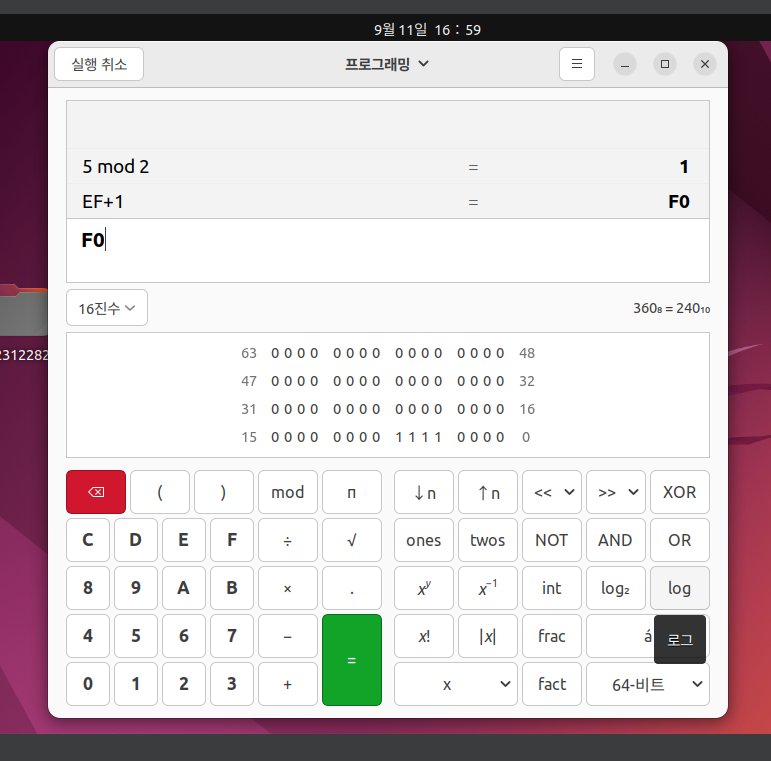 9월 11일 16 : 59
실행 취소
프로그래밍
5 mod 2 = 1
EF+1 = F0
F0
16진수
360₈ = 240₁₀
63 0000 0000 0000 0000 48
47 0000 0000 0000 0000 32
31 0000 0000 0000 0000 16
15 0000 0000 1111 0000 0
2312282
( ) mod π ↓n ↑n << >> XOR
C D E F ÷ √ ones twos NOT AND OR
8 9 A B × . xʸ x⁻¹ int log₂ log
4 5 6 7 − = x! |x| frac á
로그
0 1 2 3 + x fact 64-비트